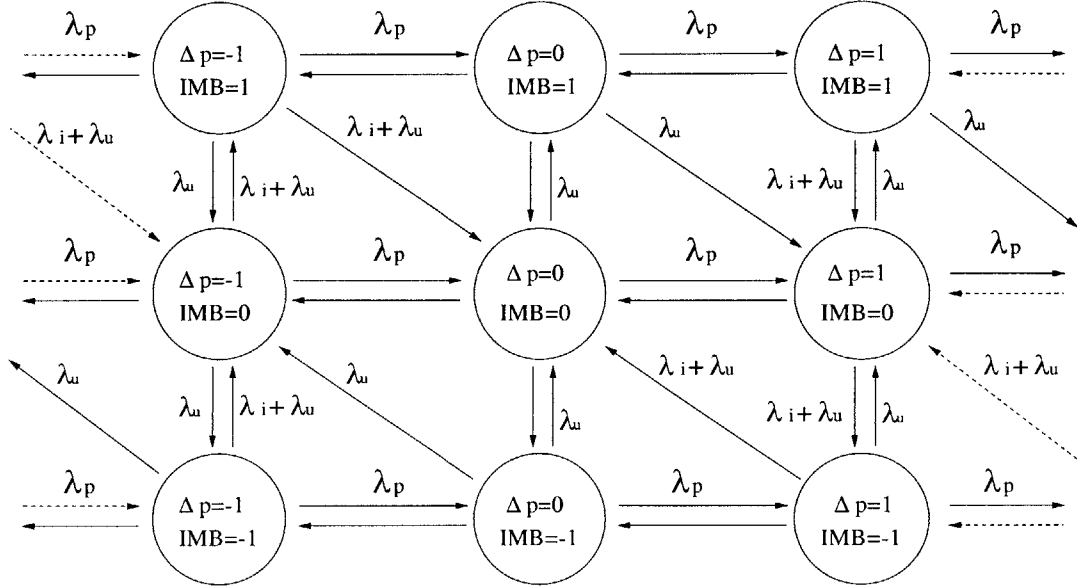 λp λp λp λp
Δ p=-1 Δ p=0 Δ p=1
IMB=1 IMB=1 IMB=1
λi+λu λi+λu λu
λu λi+λu λu λi+λu λu
λp λp λp λp
Δ p=-1 Δ p=0 Δ p=1
IMB=0 IMB=0 IMB=0
λu λu λi+λu λi+λu
λu λi+λu λu λi+λu λu
λp λp λp λp
Δ p=-1 Δ p=0 Δ p=1
IMB=-1 IMB=-1 IMB=-1